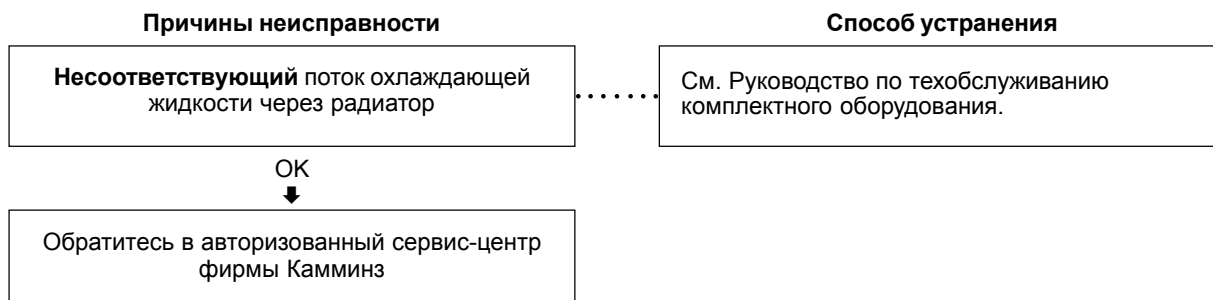 Причины неисправности
Способ устранения
Несоответствующий поток охлаждающей
жидкости через радиатор
См. Руководство по техобслуживанию
комплектного оборудования.
OK
Обратитесь в авторизованный сервис-центр
фирмы Камминз